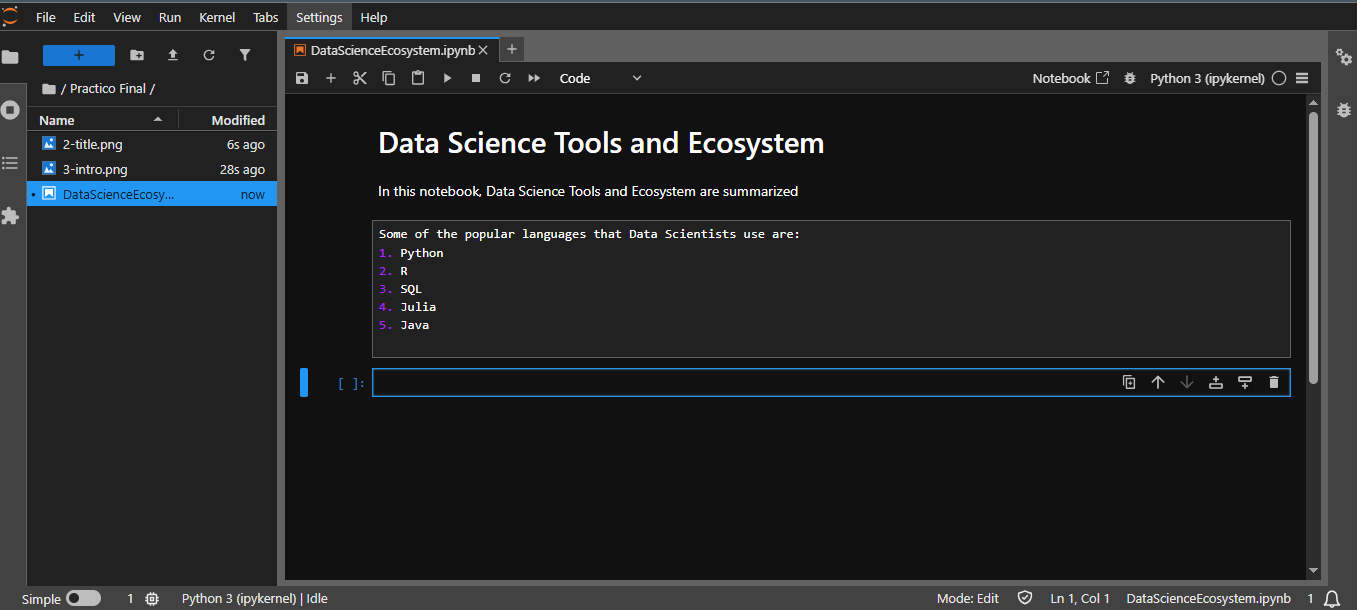 File Edit View Run Kernel Tabs Settings Help
+
/ Practico Final /
Name Modified
2-title.png 6s ago
3-intro.png 28s ago
DataScienceEcosy... now
DataScienceEcosystem.ipynb
Code
Notebook
Python 3 (ipykernel)
Data Science Tools and Ecosystem
In this notebook, Data Science Tools and Ecosystem are summarized
Some of the popular languages that Data Scientists use are:
1. Python
2. R
3. SQL
4. Julia
5. Java
[ ]:
Simple 1 Python 3 (ipykernel) | Idle Mode: Edit Ln 1, Col 1 DataScienceEcosystem.ipynb 1